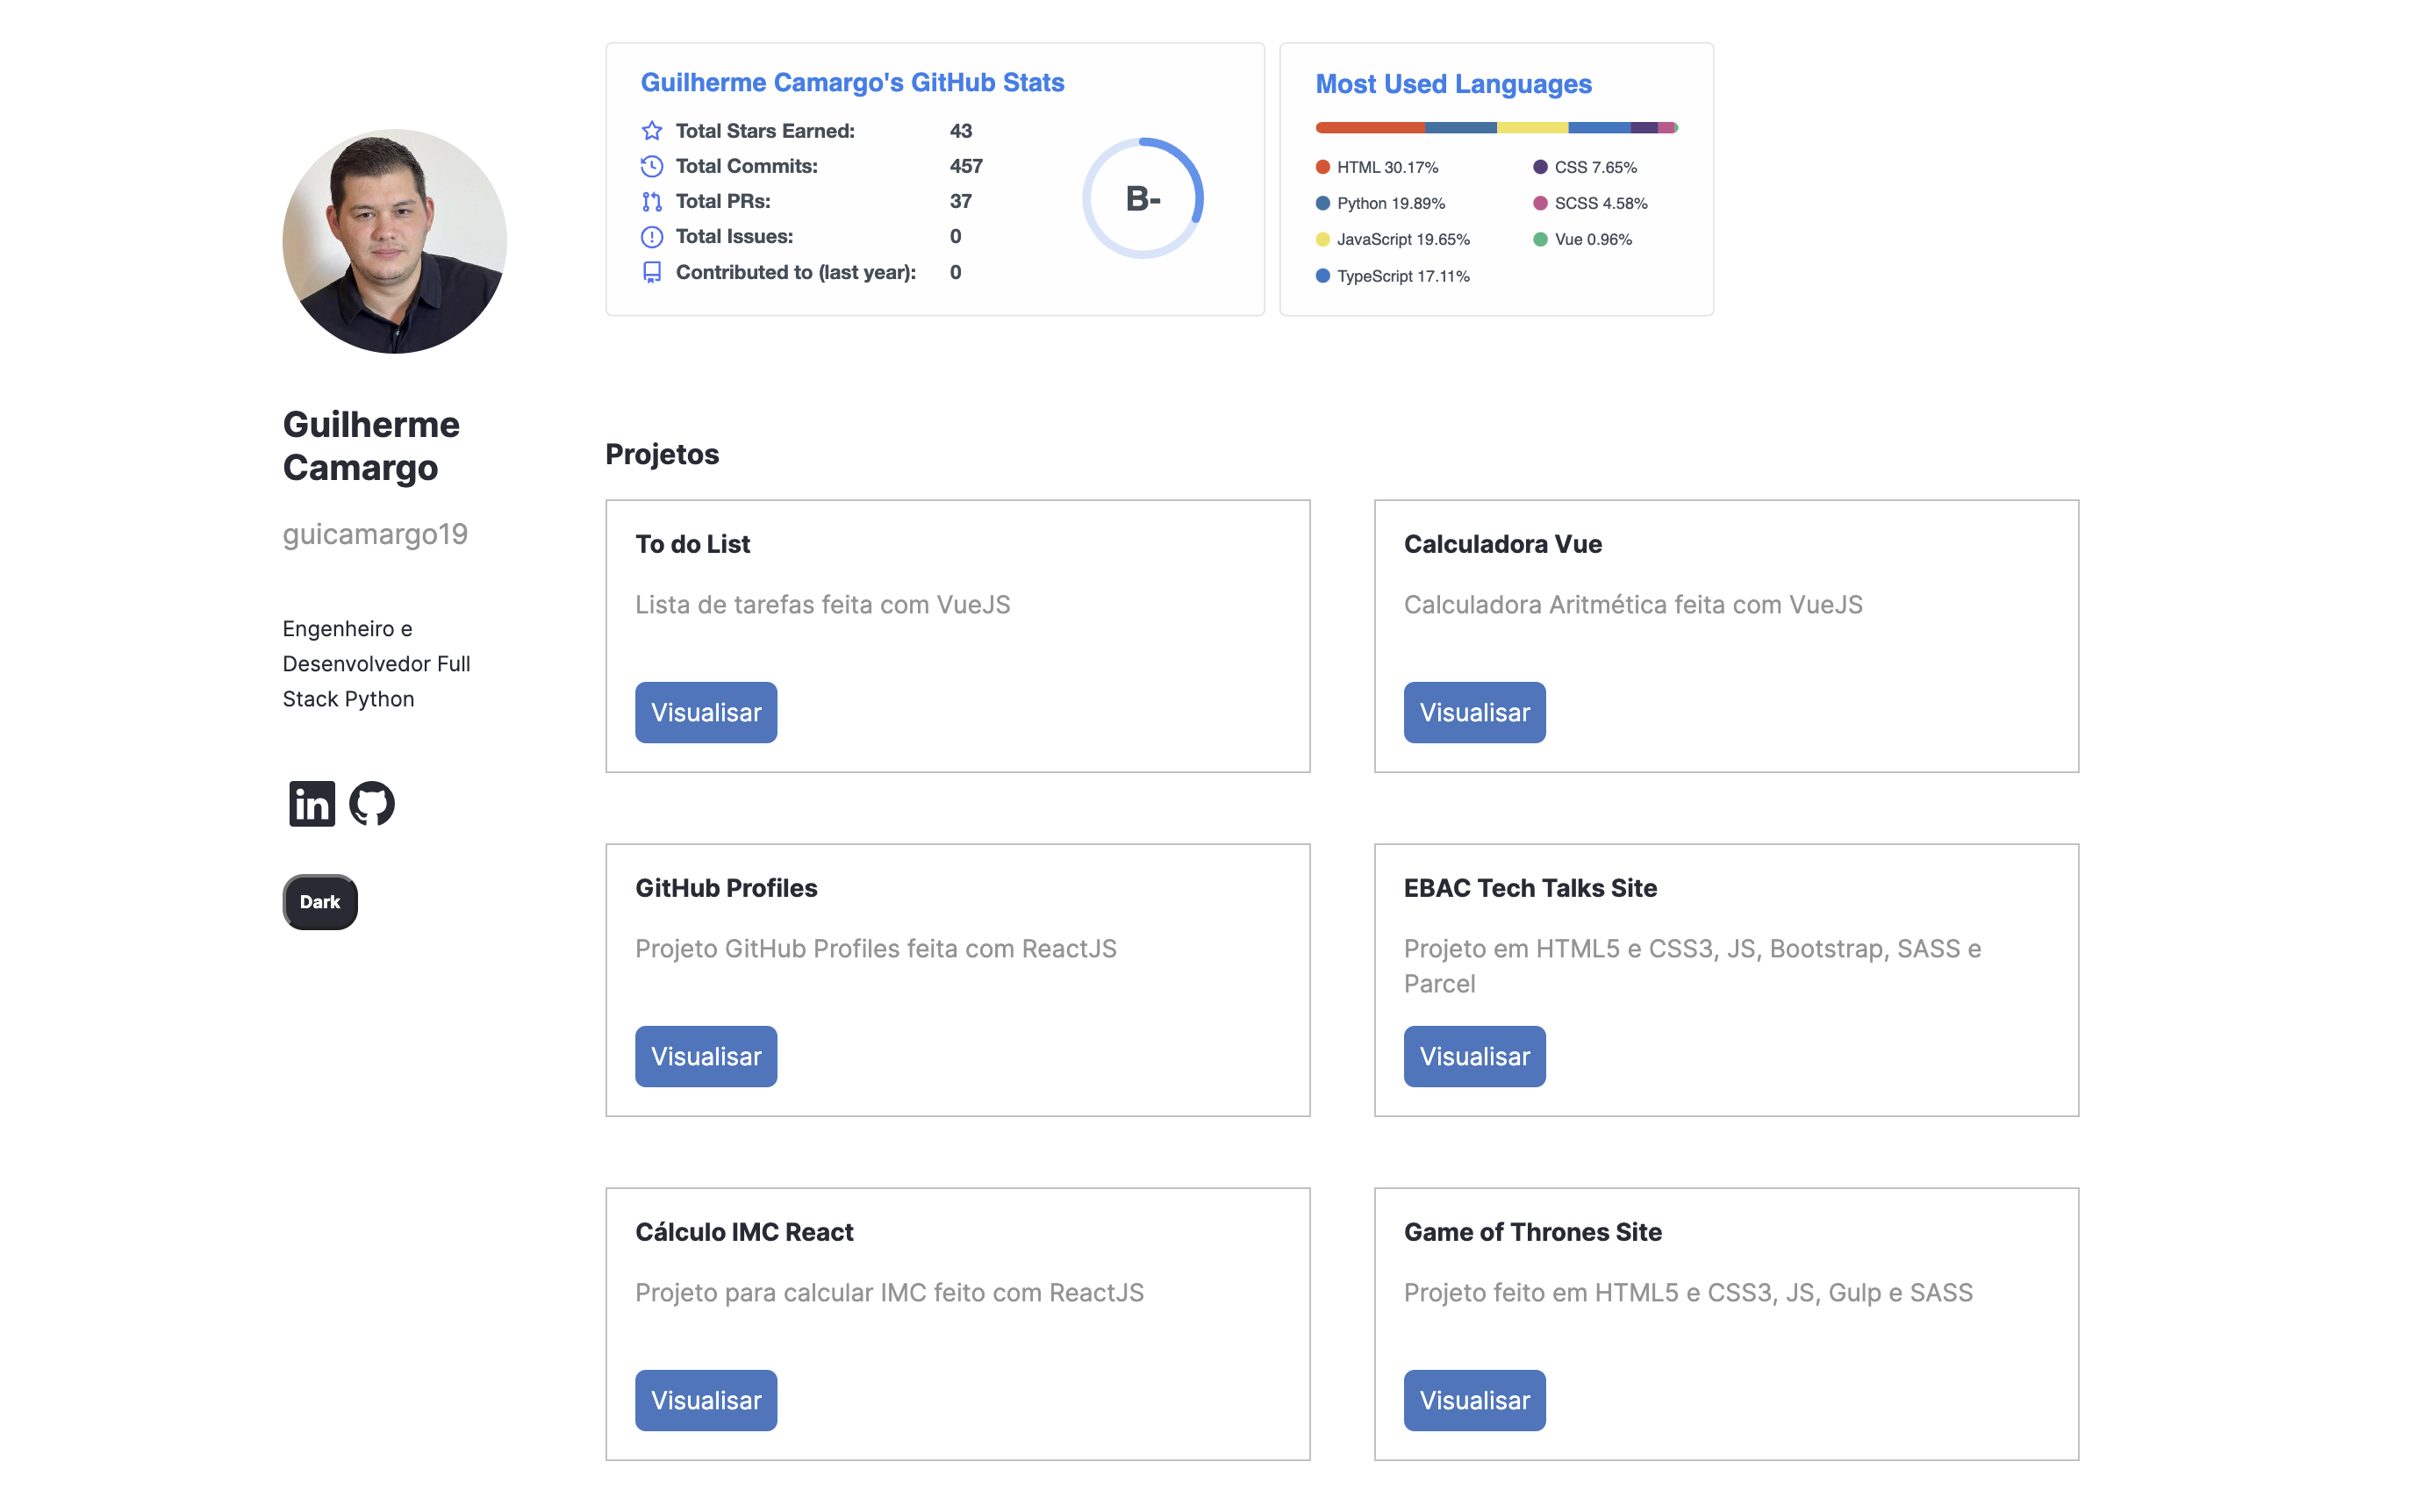 Guilherme
Camargo
guicamargo19
Engenheiro e
Desenvolvedor Full
Stack Python
in
Dark
Guilherme Camargo's GitHub Stats
Total Stars Earned: 43
Total Commits: 457
Total PRs: 37
Total Issues: 0
Contributed to (last year): 0
B-
Most Used Languages
HTML 30.17%
Python 19.89%
JavaScript 19.65%
TypeScript 17.11%
CSS 7.65%
SCSS 4.58%
Vue 0.96%
Projetos
To do List
Lista de tarefas feita com VueJS
Visualisar
Calculadora Vue
Calculadora Aritmética feita com VueJS
Visualisar
GitHub Profiles
Projeto GitHub Profiles feita com ReactJS
Visualisar
EBAC Tech Talks Site
Projeto em HTML5 e CSS3, JS, Bootstrap, SASS e
Parcel
Visualisar
Cálculo IMC React
Projeto para calcular IMC feito com ReactJS
Visualisar
Game of Thrones Site
Projeto feito em HTML5 e CSS3, JS, Gulp e SASS
Visualisar